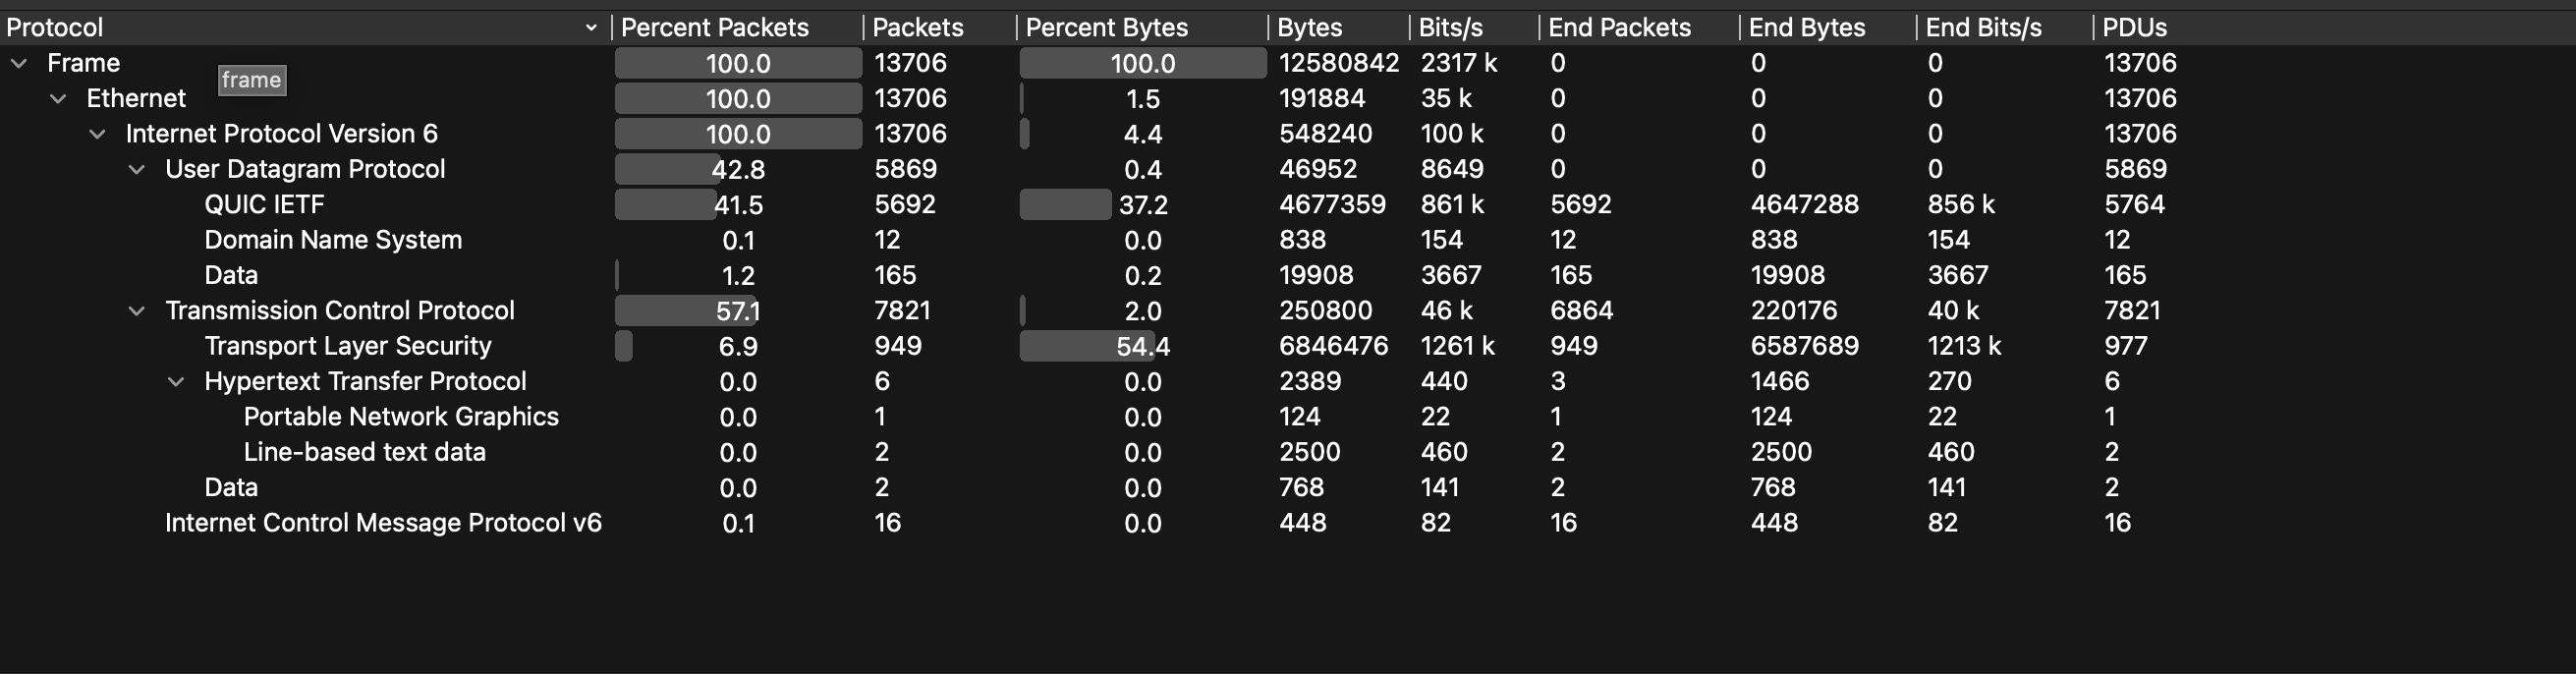 Protocol Percent Packets Packets Percent Bytes Bytes Bits/s End Packets End Bytes End Bits/s PDUs
Frame 100.0 13706 100.0 12580842 2317 k 0 0 0 13706
frame
Ethernet 100.0 13706 1.5 191884 35 k 0 0 0 13706
Internet Protocol Version 6 100.0 13706 4.4 548240 100 k 0 0 0 13706
User Datagram Protocol 42.8 5869 0.4 46952 8649 0 0 0 5869
QUIC IETF 41.5 5692 37.2 4677359 861 k 5692 4647288 856 k 5764
Domain Name System 0.1 12 0.0 838 154 12 838 154 12
Data 1.2 165 0.2 19908 3667 165 19908 3667 165
Transmission Control Protocol 57.1 7821 2.0 250800 46 k 6864 220176 40 k 7821
Transport Layer Security 6.9 949 54.4 6846476 1261 k 949 6587689 1213 k 977
Hypertext Transfer Protocol 0.0 6 0.0 2389 440 3 1466 270 6
Portable Network Graphics 0.0 1 0.0 124 22 1 124 22 1
Line-based text data 0.0 2 0.0 2500 460 2 2500 460 2
Data 0.0 2 0.0 768 141 2 768 141 2
Internet Control Message Protocol v6 0.1 16 0.0 448 82 16 448 82 16